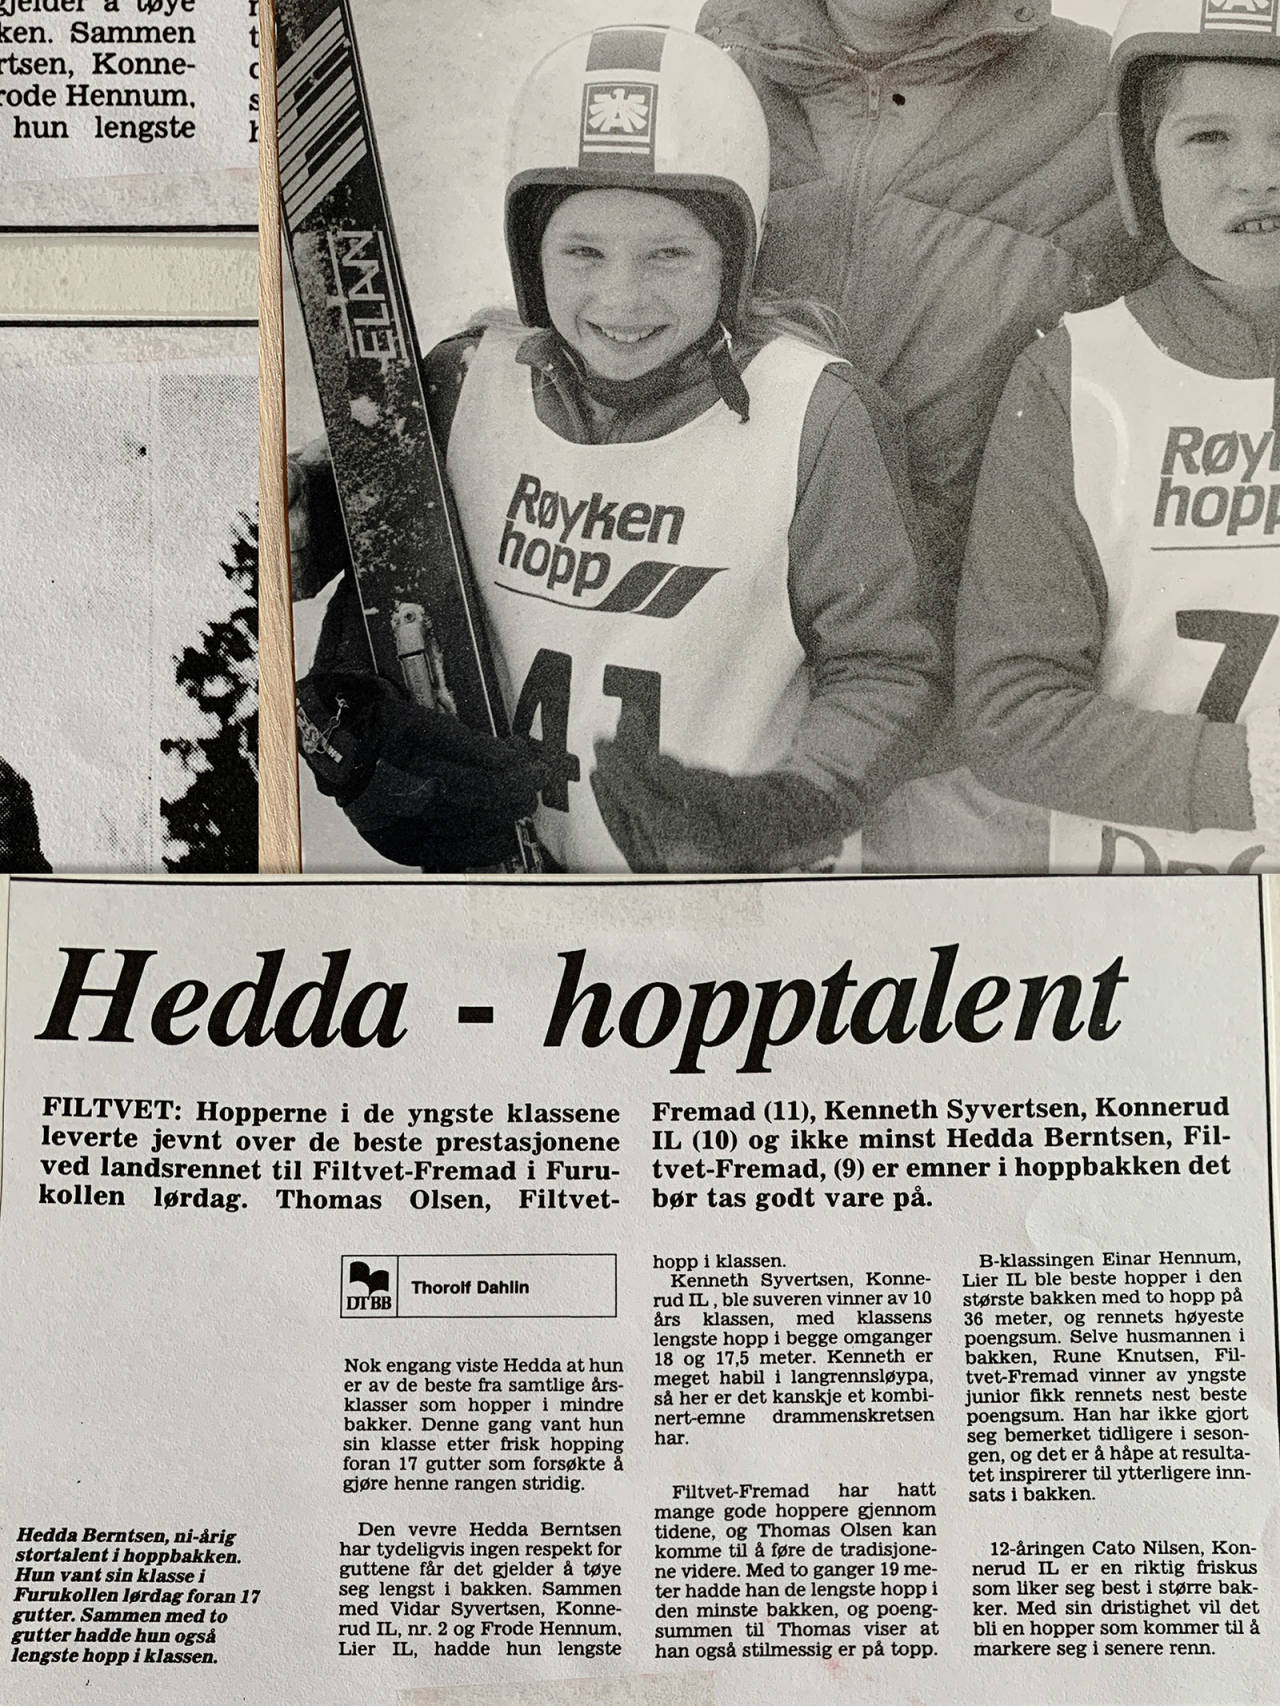 gjelder å tøye
ken. Sammen
rtsen, Konne-
rode Hennum,
hun lengste
ELAN
Røyken
hopp
41
Røyk
hopp
7
Hedda - hopptalent
FILTVET: Hopperne i de yngste klassene
leverte jevnt over de beste prestasjonene
ved landsrennet til Filtvet-Fremad i Furu-
kollen lørdag. Thomas Olsen, Filtvet-
Fremad (11), Kenneth Syvertsen, Konnerud
IL (10) og ikke minst Hedda Berntsen, Fil-
tvet-Fremad, (9) er emner i hoppbakken det
bør tas godt vare på.
Hedda Berntsen, ni-årig
stortalent i hoppbakken.
Hun vant sin klasse i
Furukollen lørdag foran 17
gutter. Sammen med to
gutter hadde hun også
lengste hopp i klassen.
DTBB
Thorolf Dahlin
Nok engang viste Hedda at hun
er av de beste fra samtlige års-
klasser som hopper i mindre
bakker. Denne gang vant hun
sin klasse etter frisk hopping
foran 17 gutter som forsøkte å
gjøre henne rangen stridig.
Den vevre Hedda Berntsen
har tydeligvis ingen respekt for
guttene får det gjelder å tøye
seg lengst i bakken. Sammen
med Vidar Syvertsen, Konne-
rud IL, nr. 2 og Frode Hennum,
Lier IL, hadde hun lengste
hopp i klassen.
Kenneth Syvertsen, Konne-
rud IL , ble suveren vinner av 10
års klassen, med klassens
lengste hopp i begge omganger
18 og 17,5 meter. Kenneth er
meget habil i langrennsløypa,
så her er det kanskje et kombi-
nert-emne drammenskretsen
har.
Filtvet-Fremad har hatt
mange gode hoppere gjennom
tidene, og Thomas Olsen kan
komme til å føre de tradisjone-
ne videre. Med to ganger 19 me-
ter hadde han de lengste hopp i
den minste bakken, og poeng-
summen til Thomas viser at
han også stilmessig er på topp.
B-klassingen Einar Hennum,
Lier IL ble beste hopper i den
største bakken med to hopp på
36 meter, og rennets høyeste
poengsum. Selve husmannen i
bakken, Rune Knutsen, Fil-
tvet-Fremad vinner av yngste
junior fikk rennets nest beste
poengsum. Han har ikke gjort
seg bemerket tidligere i seson-
gen, og det er å håpe at resulta-
tet inspirerer til ytterligere inn-
sats i bakken.
12-åringen Cato Nilsen, Kon-
nerud IL er en riktig friskus
som liker seg best i større bak-
ker. Med sin dristighet vil det
bli en hopper som kommer til å
markere seg i senere renn.